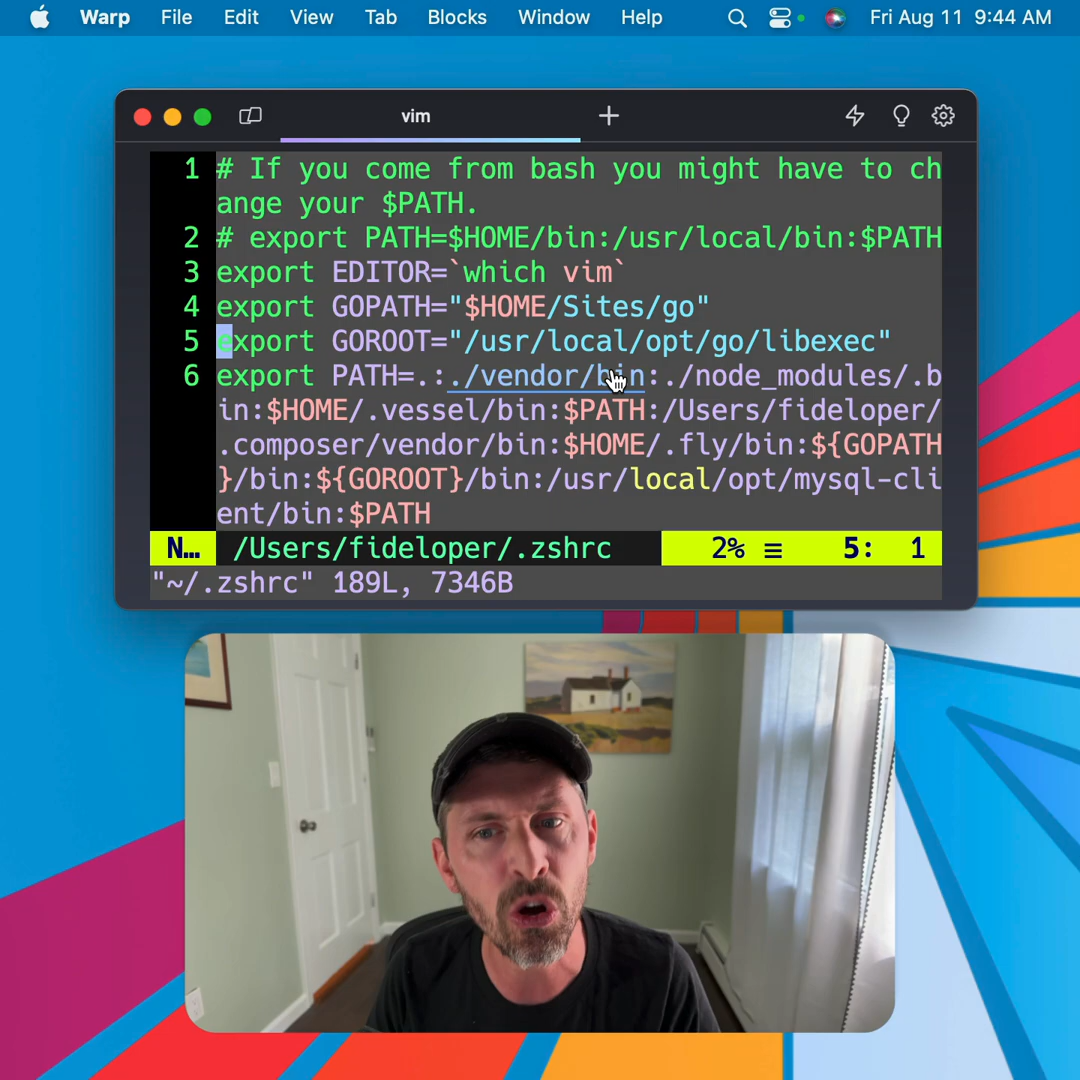 Warp File Edit View Tab Blocks Window Help Fri Aug 11 9:44 AM
vim
1 # If you come from bash you might have to ch
ange your $PATH.
2 # export PATH=$HOME/bin:/usr/local/bin:$PATH
3 export EDITOR=`which vim`
4 export GOPATH="$HOME/Sites/go"
5 export GOROOT="/usr/local/opt/go/libexec"
6 export PATH=.:./vendor/bin:./node_modules/.b
in:$HOME/.vessel/bin:$PATH:/Users/fideloper/
.composer/vendor/bin:$HOME/.fly/bin:${GOPATH
}/bin:${GOROOT}/bin:/usr/local/opt/mysql-cli
ent/bin:$PATH
N… /Users/fideloper/.zshrc 2% ≡ 5: 1
"~/.zshrc" 189L, 7346B